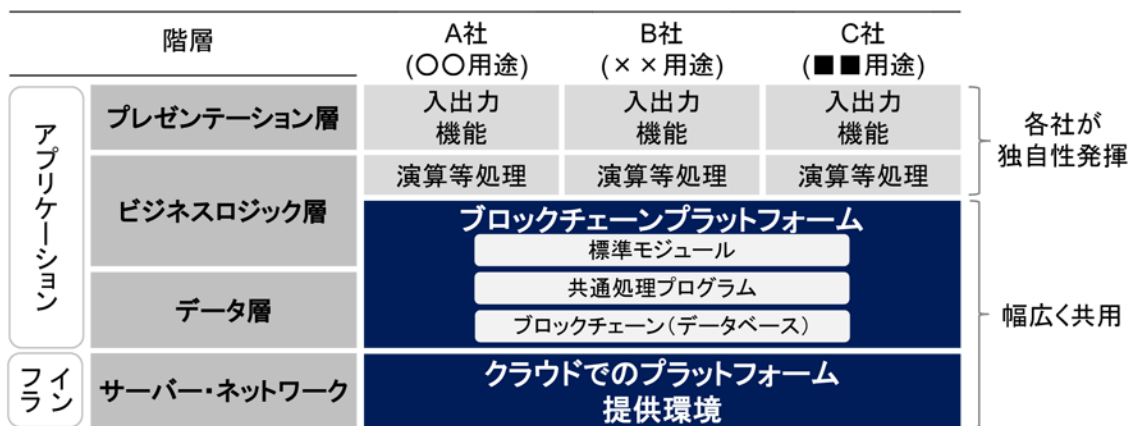 階層
A社
(〇〇用途)
B社
(××用途)
C社
(■■用途)
アプリケーション
プレゼンテーション層
入出力
機能
入出力
機能
入出力
機能
各社が
独自性発揮
ビジネスロジック層
演算等処理
演算等処理
演算等処理
ブロックチェーンプラットフォーム
標準モジュール
データ層
共通処理プログラム
ブロックチェーン(データベース)
幅広く共用
インフラ
サーバー・ネットワーク
クラウドでのプラットフォーム
提供環境